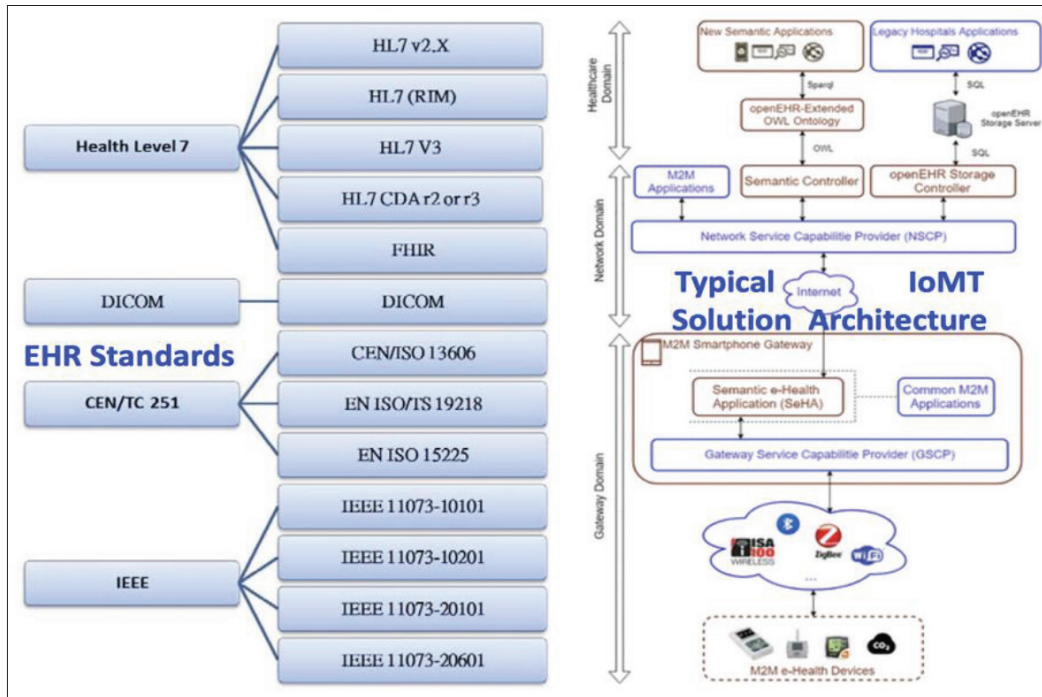 Health Level 7
HL7 v2.X
HL7 (RIM)
HL7 V3
HL7 CDA r2 or r3
FHIR
DICOM
DICOM
EHR Standards
CEN/TC 251
CEN/ISO 13606
EN ISO/TS 19218
EN ISO 15225
IEEE
IEEE 11073-10101
IEEE 11073-10201
IEEE 11073-20101
IEEE 11073-20601
Healthcare
Domain
New Semantic Applications
Legacy Hospitals Applications
Sparql
SQL
openEHR-Extended
OWL Ontology
openEHR
Storage Server
OWL
SQL
Network Domain
M2M
Applications
Semantic Controller
openEHR Storage
Controller
Network Service Capabilitie Provider (NSCP)
Typical IoMT
Internet
Solution Architecture
Gateway Domain
M2M Smartphone Gateway
Semantic e-Health
Application (SeHA)
Common M2M
Applications
Gateway Service Capabilitie Provider (GSCP)
ISA
100
WIRELESS
ZigBee
Wi Fi
...
CO2
M2M e-Health Devices